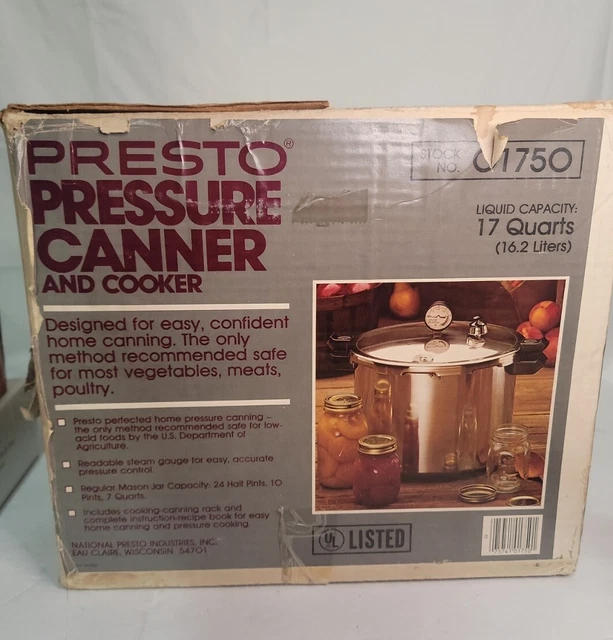 PRESTO®
PRESSURE
CANNER
AND COOKER
Designed for easy, confident
home canning. The only
method recommended safe
for most vegetables, meats,
poultry.
Presto perfected home pressure canning –
the only method recommended safe for low-
acid foods by the U.S. Department of
Agriculture.
Readable steam gauge for easy, accurate
pressure control.
Regular Mason Jar Capacity: 24 Half Pints, 10
Pints, 7 Quarts.
Includes cooking-canning rack and
complete instruction-recipe book for easy
home canning and pressure cooking.
NATIONAL PRESTO INDUSTRIES, INC.
EAU CLAIRE, WISCONSIN 54701
STOCK
NO. 01750
LIQUID CAPACITY:
17 Quarts
(16.2 Liters)
UL LISTED